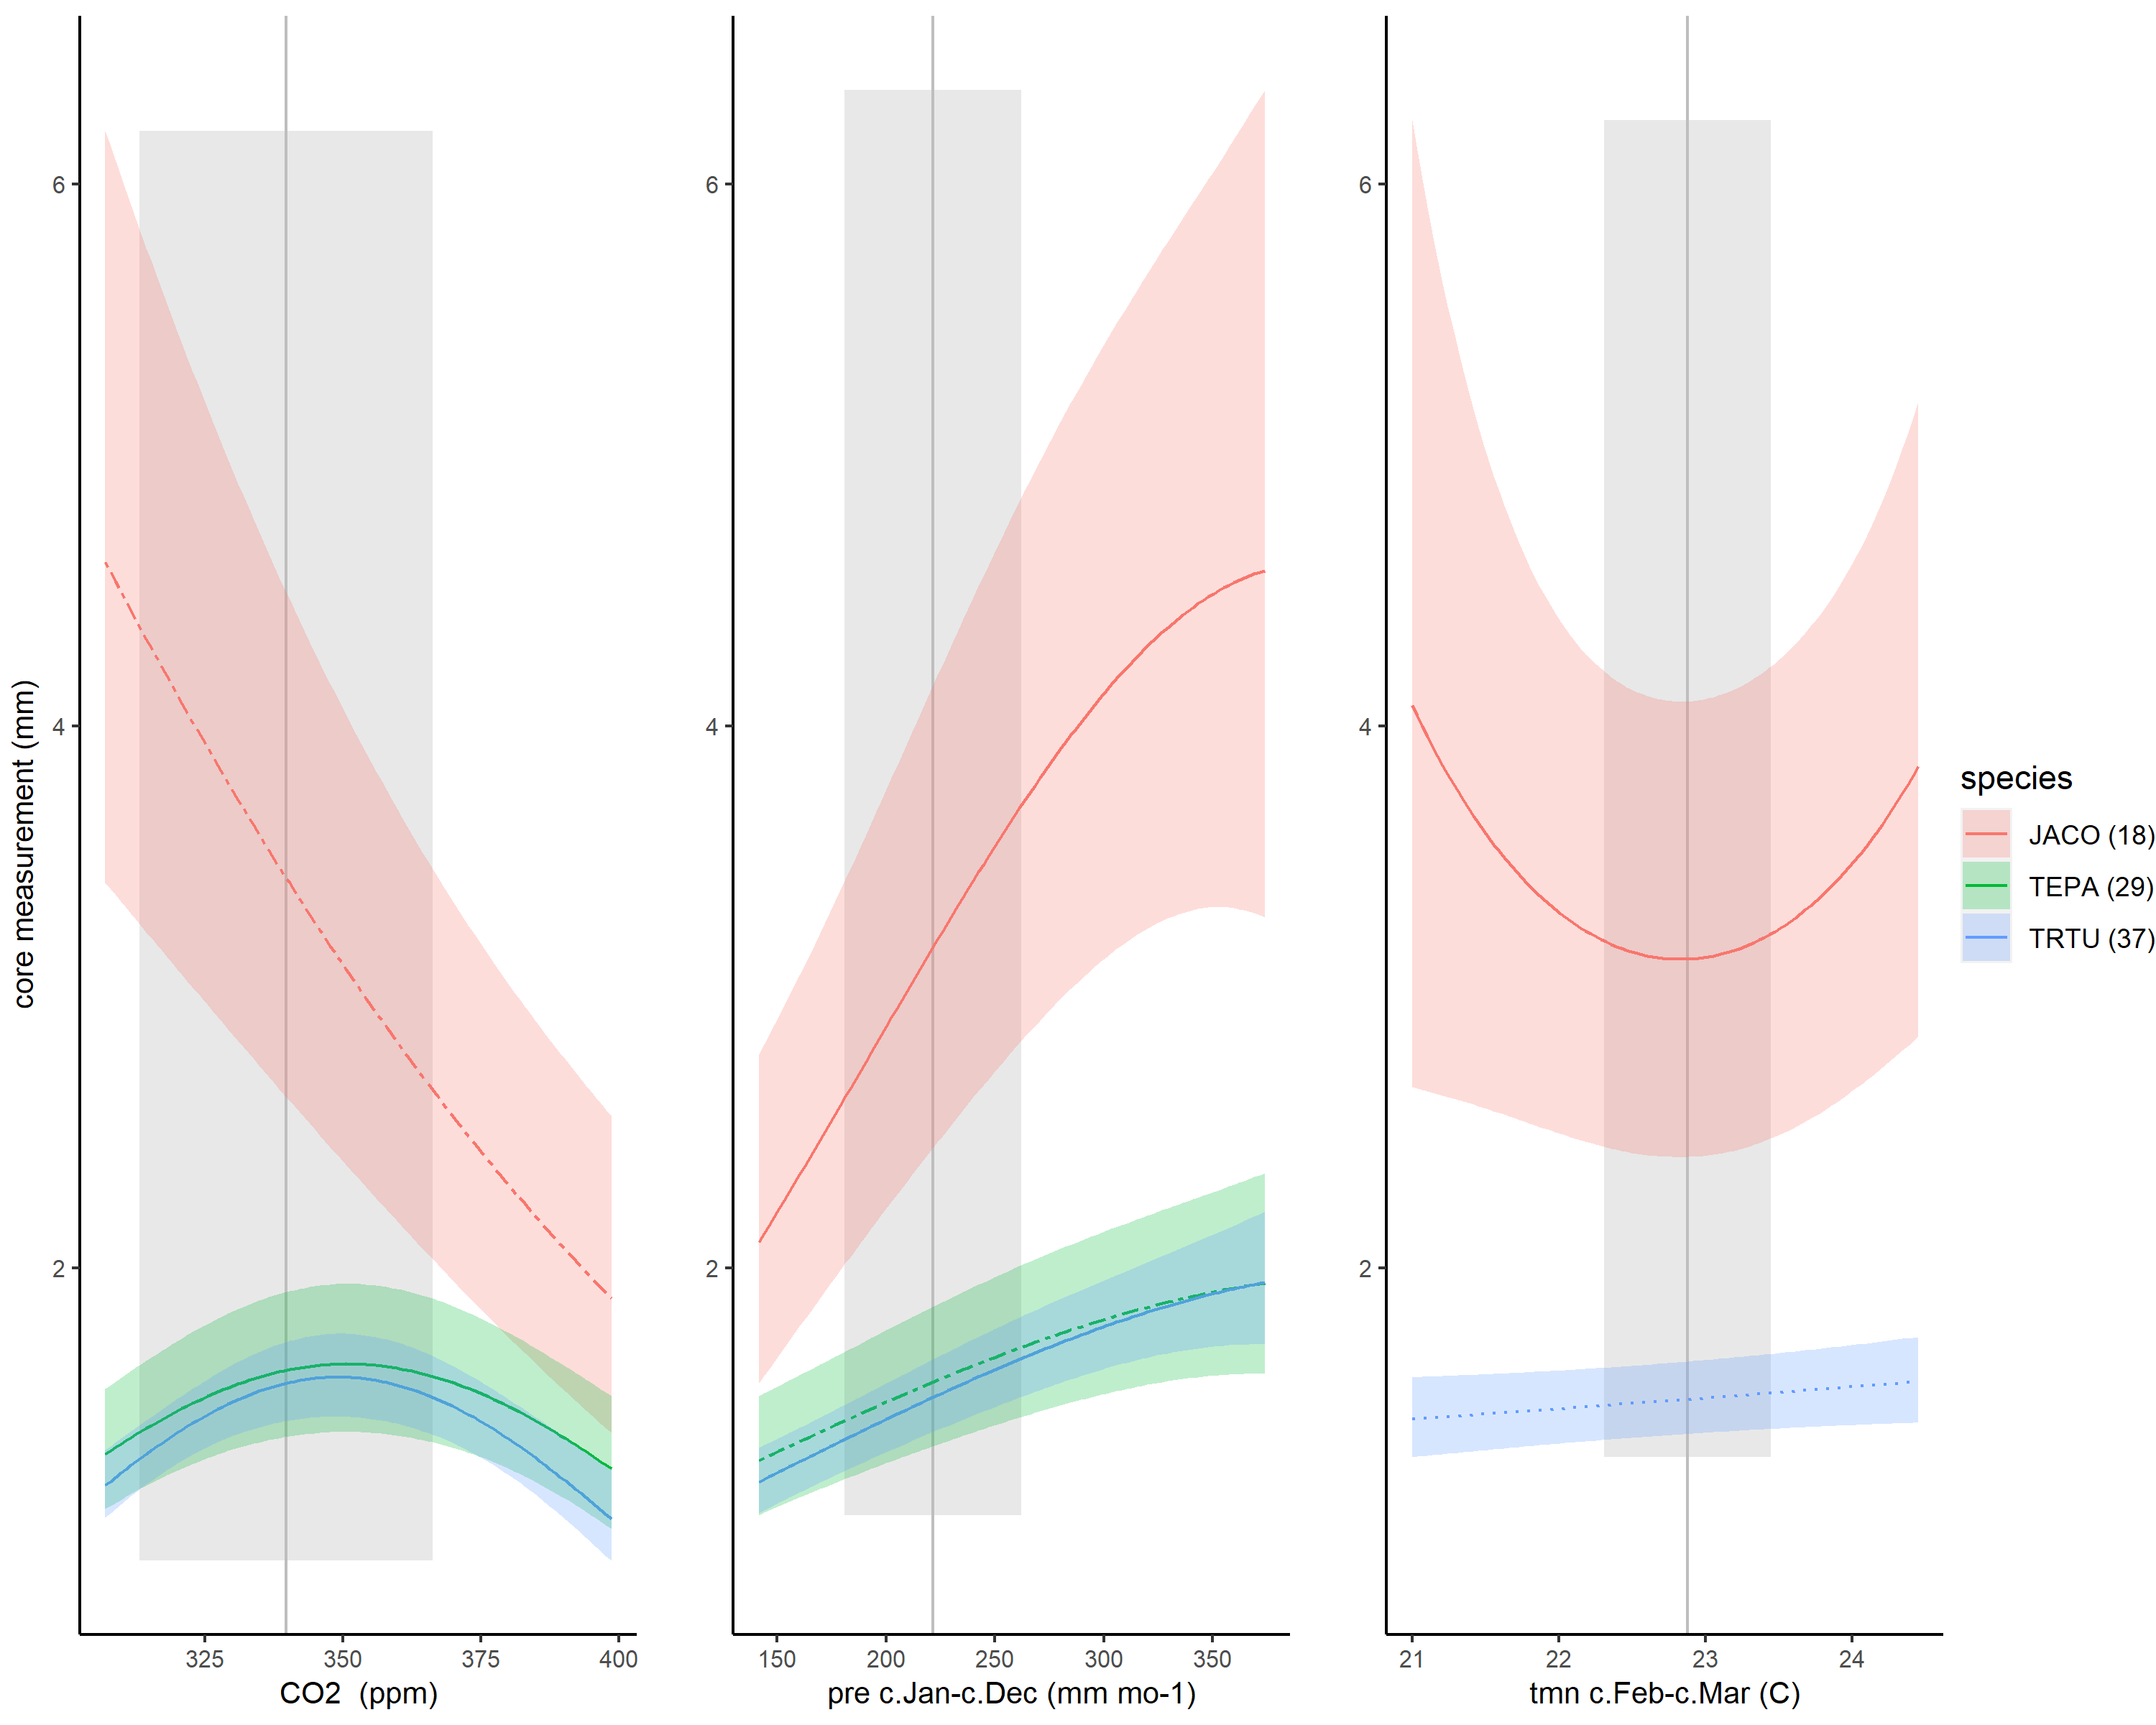 core measurement (mm)
6
4
2
325 350 375 400
CO2 (ppm)
6
4
2
150 200 250 300 350
pre c.Jan-c.Dec (mm mo-1)
6
4
2
21 22 23 24
tmn c.Feb-c.Mar (C)
species
JACO (18)
TEPA (29)
TRTU (37)